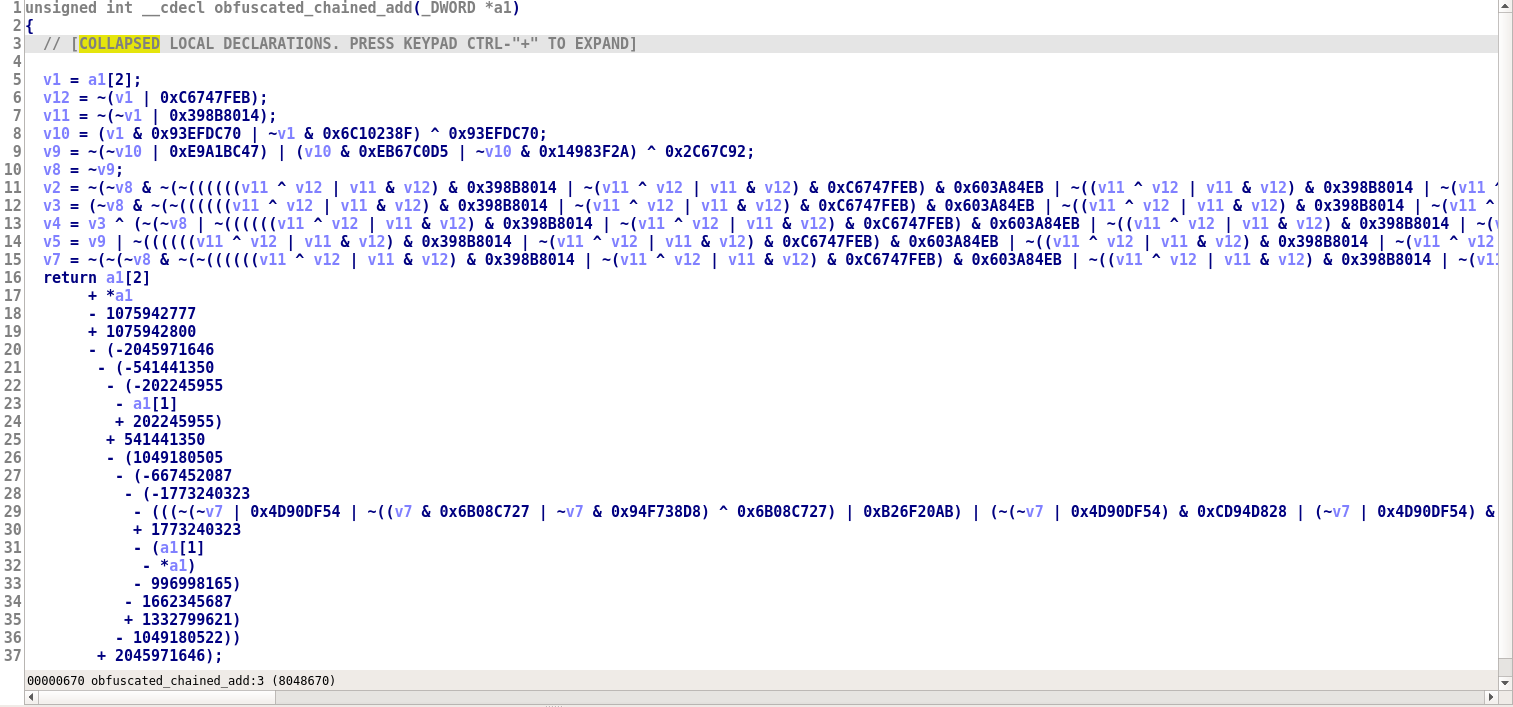 1 unsigned int __cdecl obfuscated_chained_add(_DWORD *a1)
2 {
3 // [COLLAPSED LOCAL DECLARATIONS. PRESS KEYPAD CTRL-"+" TO EXPAND]
4
5 v1 = a1[2];
6 v12 = ~(v1 | 0xC6747FEB);
7 v11 = ~(~v1 | 0x398B8014);
8 v10 = (v1 & 0x93EFDC70 | ~v1 & 0x6C10238F) ^ 0x93EFDC70;
9 v9 = ~(~v10 | 0xE9A1BC47) | (v10 & 0xEB67C0D5 | ~v10 & 0x14983F2A) ^ 0x2C67C92;
10 v8 = ~v9;
11 v2 = ~(~v8 & ~(~((((((v11 ^ v12 | v11 & v12) & 0x398B8014 | ~(v11 ^ v12 | v11 & v12) & 0xC6747FEB) & 0x603A84EB | ~((v11 ^ v12 | v11 & v12) & 0x398B8014 | ~(v11 ^
12 v3 = (~v8 & ~(~((((((v11 ^ v12 | v11 & v12) & 0x398B8014 | ~(v11 ^ v12 | v11 & v12) & 0xC6747FEB) & 0x603A84EB | ~((v11 ^ v12 | v11 & v12) & 0x398B8014 | ~(v11 ^
13 v4 = v3 ^ (~(~v8 | ~((((((v11 ^ v12 | v11 & v12) & 0x398B8014 | ~(v11 ^ v12 | v11 & v12) & 0xC6747FEB) & 0x603A84EB | ~((v11 ^ v12 | v11 & v12) & 0x398B8014 | ~(
14 v5 = v9 | ~((((((v11 ^ v12 | v11 & v12) & 0x398B8014 | ~(v11 ^ v12 | v11 & v12) & 0xC6747FEB) & 0x603A84EB | ~((v11 ^ v12 | v11 & v12) & 0x398B8014 | ~(v11 ^ v12
15 v7 = ~(~(~v8 & ~(~((((((v11 ^ v12 | v11 & v12) & 0x398B8014 | ~(v11 ^ v12 | v11 & v12) & 0xC6747FEB) & 0x603A84EB | ~((v11 ^ v12 | v11 & v12) & 0x398B8014 | ~(
16 return a1[2]
17 + *a1
18 - 1075942777
19 + 1075942800
20 - (-2045971646
21 - (-541441350
22 - (-202245955
23 - a1[1]
24 + 202245955)
25 + 541441350
26 - (1049180505
27 - (-667452087
28 - (-1773240323
29 - (((~(~v7 | 0x4D90DF54 | ~((v7 & 0x6B08C727 | ~v7 & 0x94F738D8) ^ 0x6B08C727) | 0xB26F20AB) | (~(~v7 | 0x4D90DF54) & 0xCD94D828 | (~v7 | 0x4D90DF54) &
30 + 1773240323
31 - (a1[1]
32 - *a1)
33 - 996998165)
34 - 1662345687
35 + 1332799621)
36 - 1049180522))
37 + 2045971646);
00000670 obfuscated_chained_add:3 (8048670)